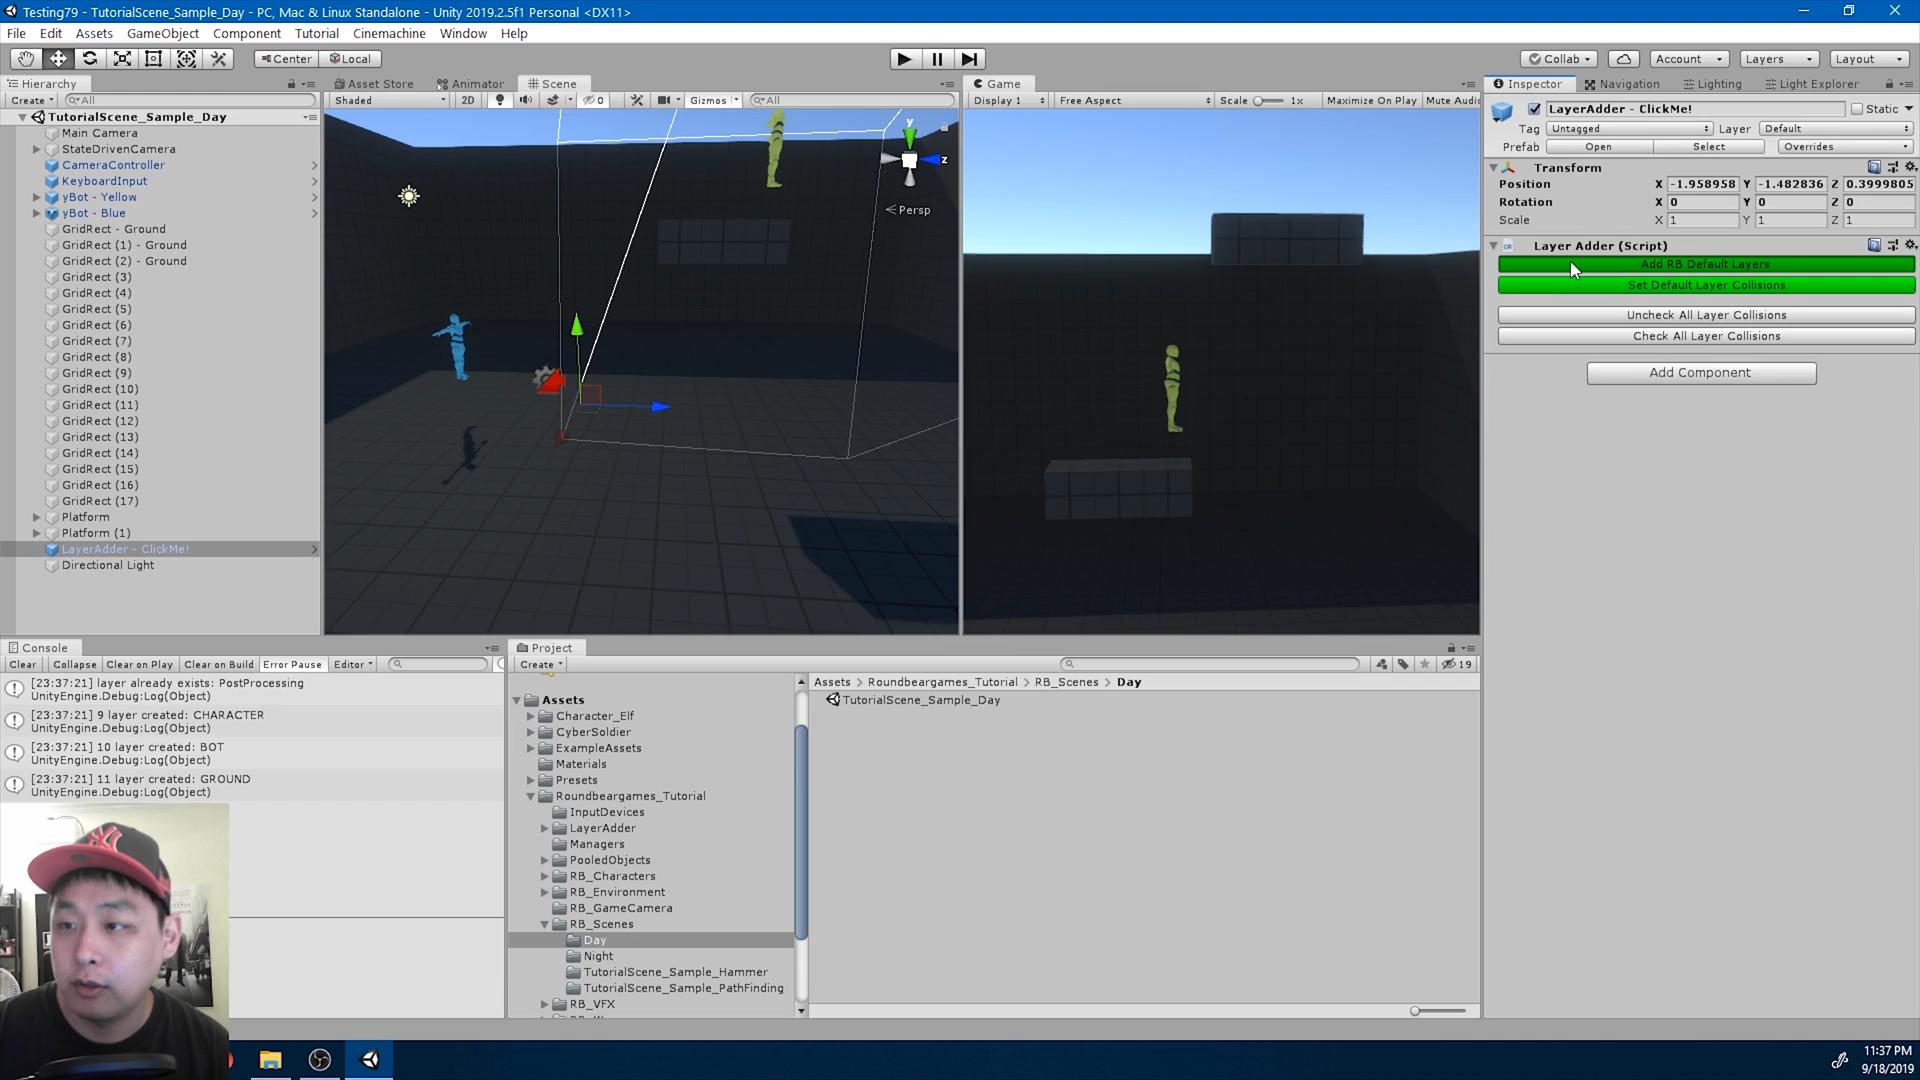 Testing79 - TutorialScene_Sample_Day - PC, Mac & Linux Standalone - Unity 2019.2.5f1 Personal <DX11>
File Edit Assets GameObject Component Tutorial Cinemachine Window Help
Center Local Collab Account Layers Layout
Hierarchy
Create All
TutorialScene_Sample_Day
Main Camera
StateDrivenCamera
CameraController
KeyboardInput
yBot - Yellow
yBot - Blue
GridRect - Ground
GridRect (1) - Ground
GridRect (2) - Ground
GridRect (3)
GridRect (4)
GridRect (5)
GridRect (6)
GridRect (7)
GridRect (8)
GridRect (9)
GridRect (10)
GridRect (11)
GridRect (12)
GridRect (13)
GridRect (14)
GridRect (15)
GridRect (16)
GridRect (17)
Platform
Platform (1)
LayerAdder - ClickMe!
Directional Light
Asset Store Animator Scene
Shaded 2D 0 Gizmos All
y
z
Persp
Game
Display 1 Free Aspect Scale 1x Maximize On Play Mute Audi
Inspector Navigation Lighting Light Explorer
LayerAdder - ClickMe! Static
Tag Untagged Layer Default
Prefab Open Select Overrides
Transform
Position X -1.958958 Y -1.482836 Z 0.3999805
Rotation X 0 Y 0 Z 0
Scale X 1 Y 1 Z 1
Layer Adder (Script)
Add RB Default Layers
Set Default Layer Collisions
Uncheck All Layer Collisions
Check All Layer Collisions
Add Component
Console
Clear Collapse Clear on Play Clear on Build Error Pause Editor
[23:37:21] layer already exists: PostProcessing
UnityEngine.Debug:Log(Object)
[23:37:21] 9 layer created: CHARACTER
UnityEngine.Debug:Log(Object)
[23:37:21] 10 layer created: BOT
UnityEngine.Debug:Log(Object)
[23:37:21] 11 layer created: GROUND
UnityEngine.Debug:Log(Object)
Project
Create 19
Assets
Character_Elf
CyberSoldier
ExampleAssets
Materials
Presets
Roundbeargames_Tutorial
InputDevices
LayerAdder
Managers
PooledObjects
RB_Characters
RB_Environment
RB_GameCamera
RB_Scenes
Day
Night
TutorialScene_Sample_Hammer
TutorialScene_Sample_PathFinding
RB_VFX
Assets > Roundbeargames_Tutorial > RB_Scenes > Day
TutorialScene_Sample_Day
11:37 PM
9/18/2019